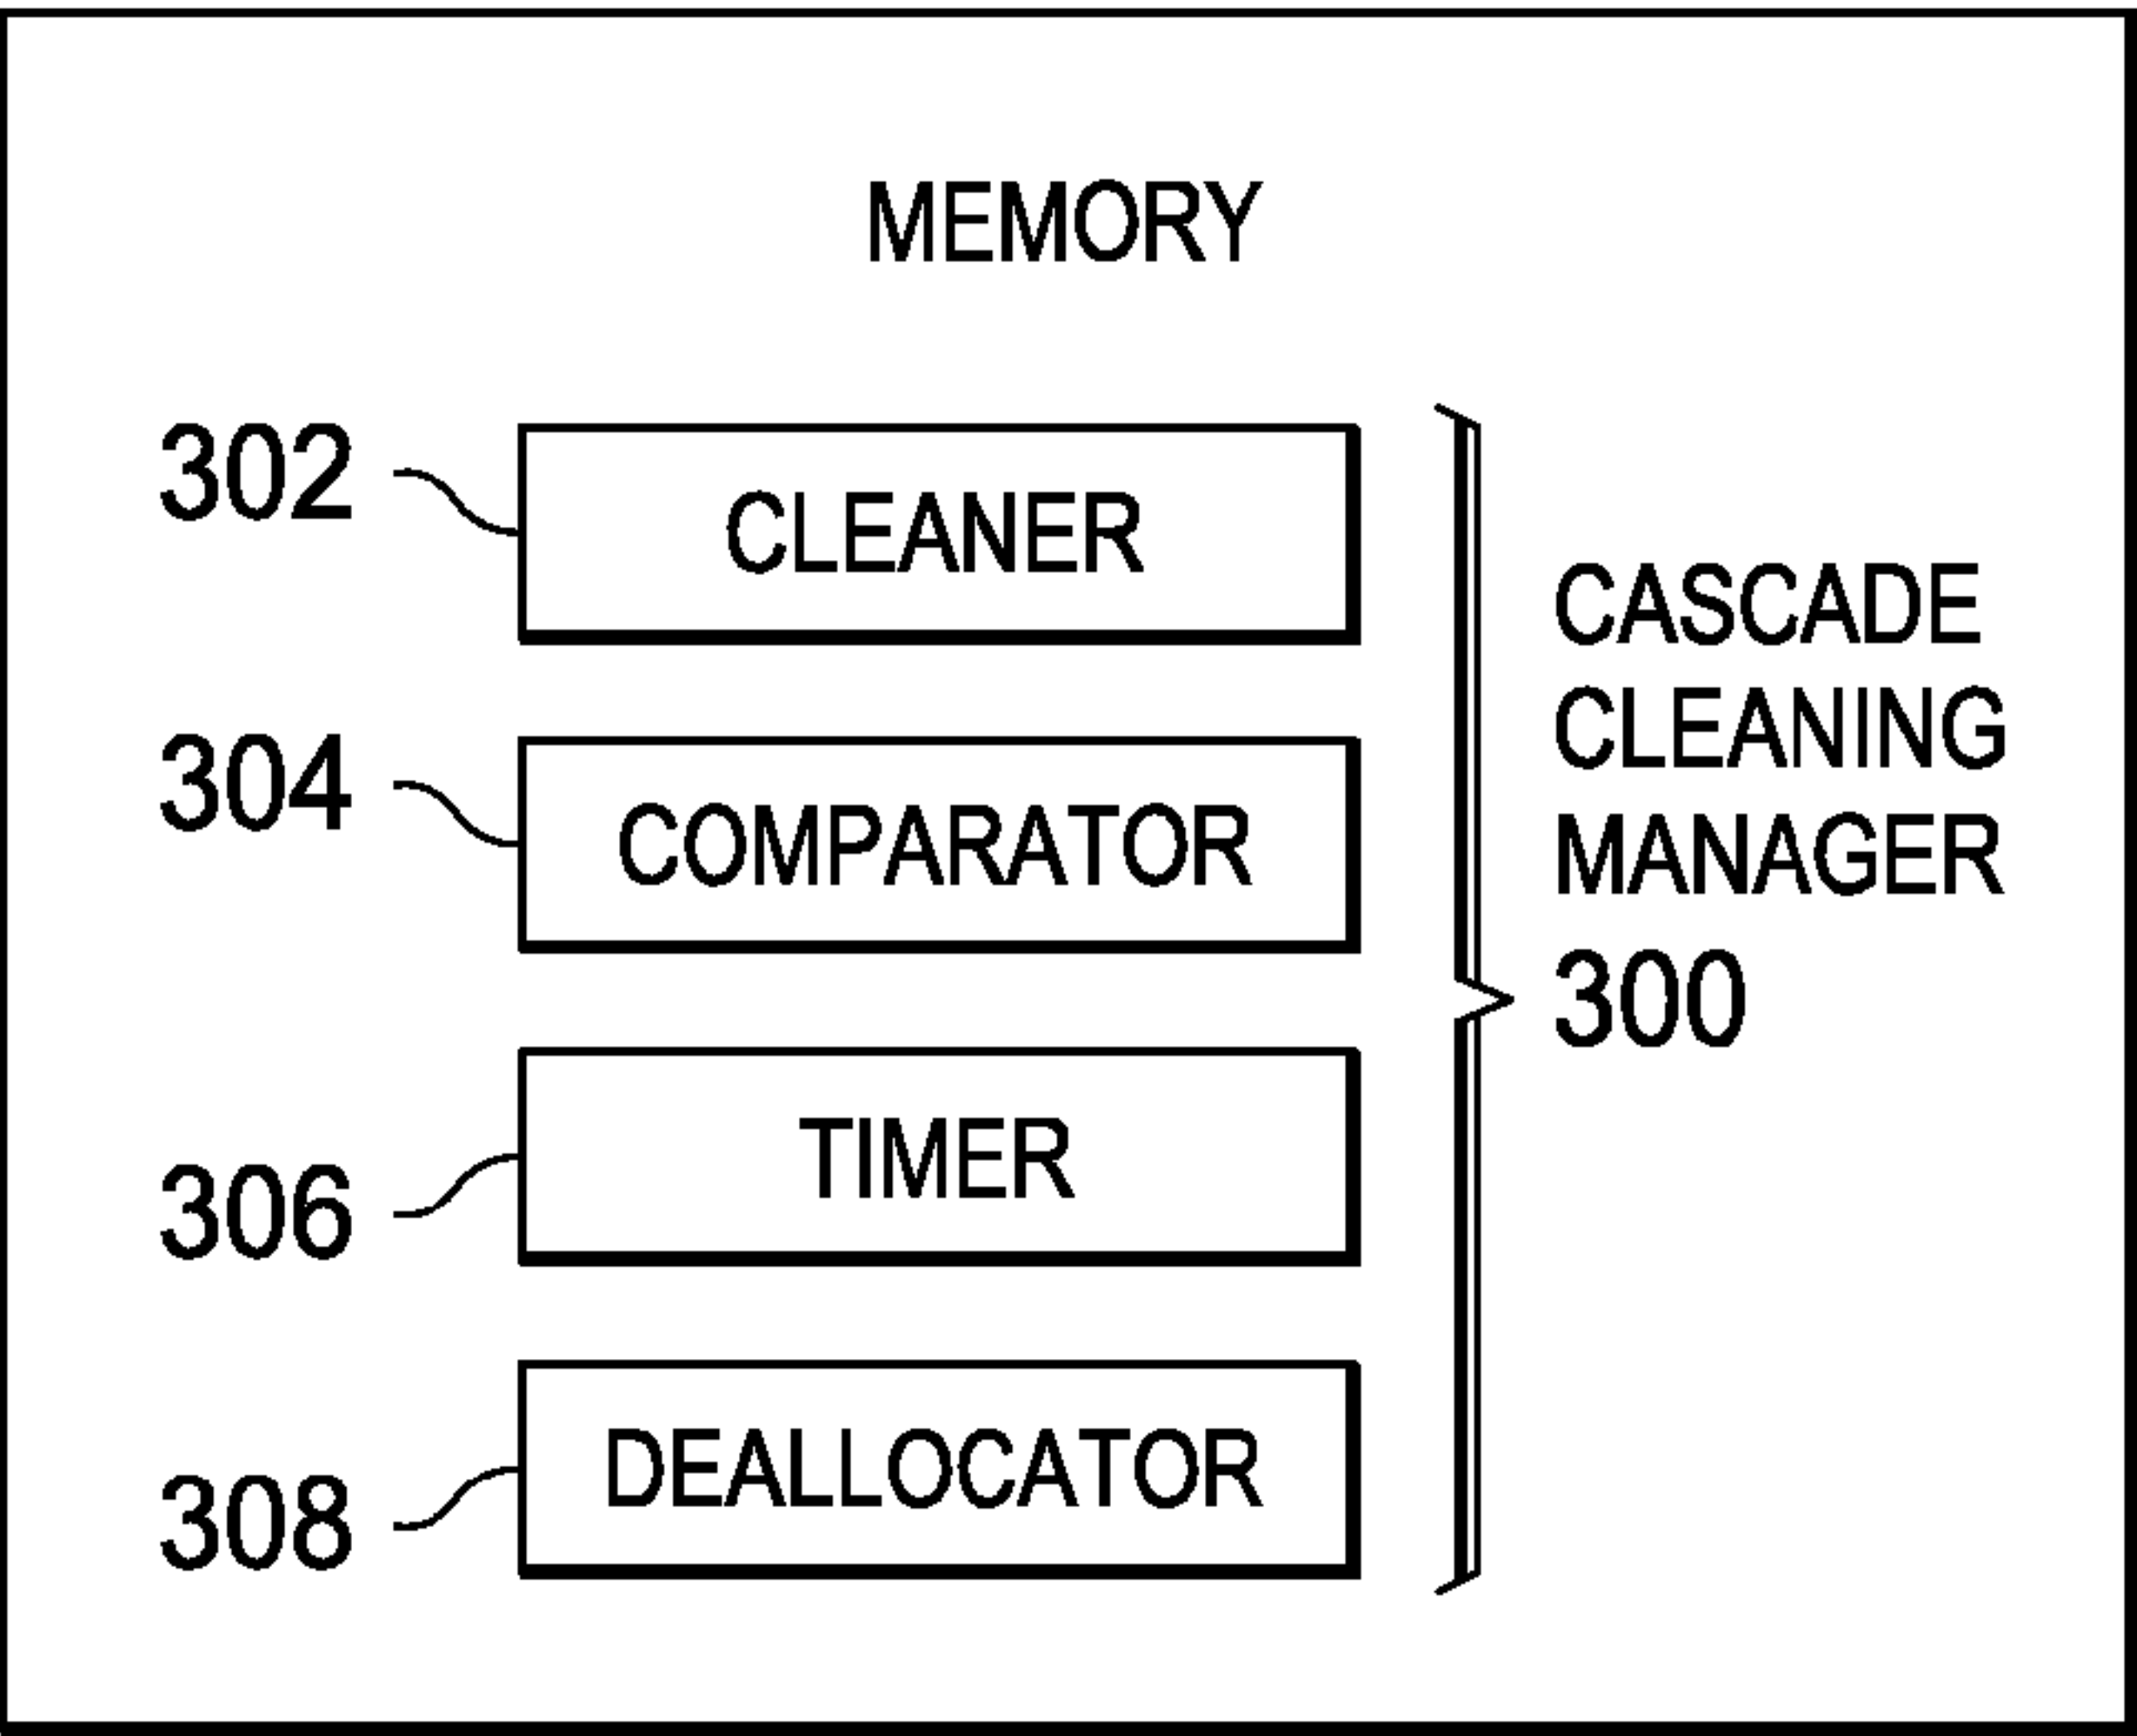 MEMORY
302
CLEANER
304
COMPARATOR
306
TIMER
308
DEALLOCATOR
CASCADE
CLEANING
MANAGER
300